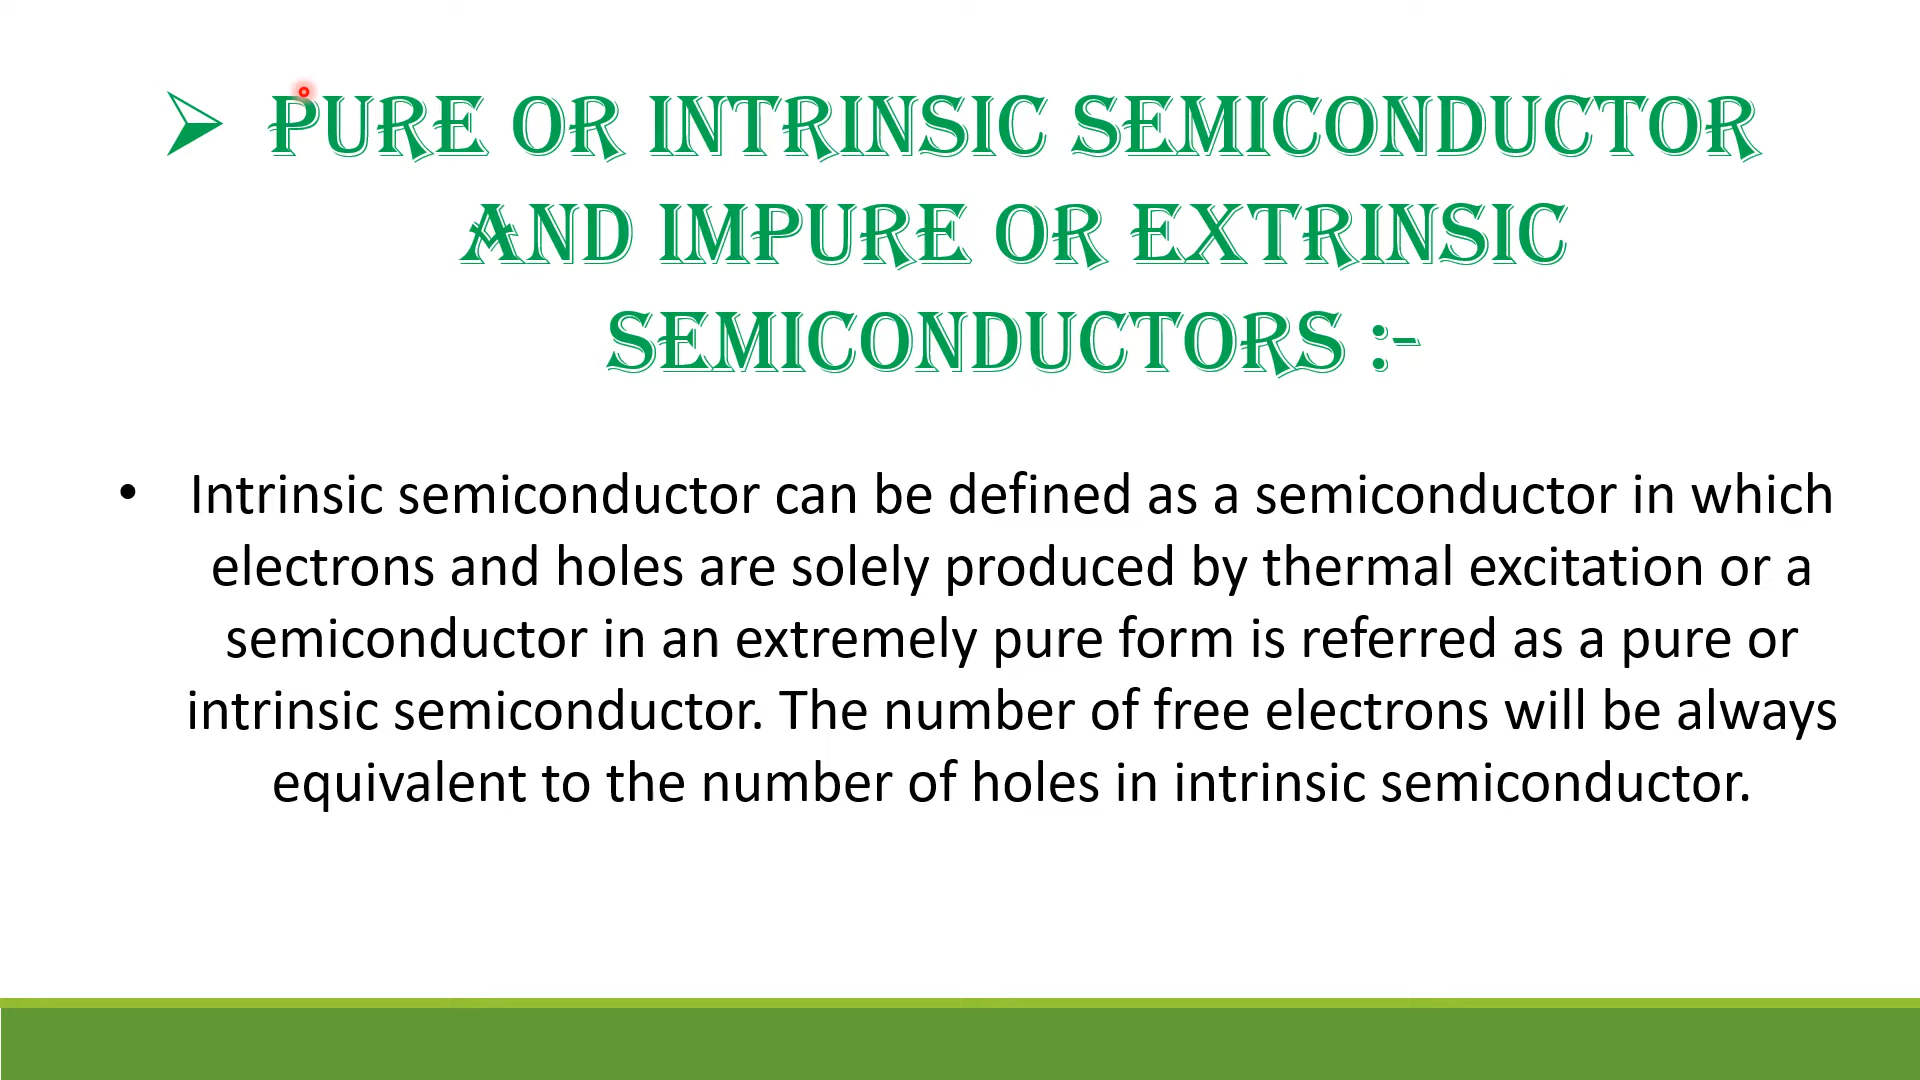 ➢ PURE OR INTRINSIC SEMICONDUCTOR
AND IMPURE OR EXTRINSIC
SEMICONDUCTORS :-
• Intrinsic semiconductor can be defined as a semiconductor in which
electrons and holes are solely produced by thermal excitation or a
semiconductor in an extremely pure form is referred as a pure or
intrinsic semiconductor. The number of free electrons will be always
equivalent to the number of holes in intrinsic semiconductor.